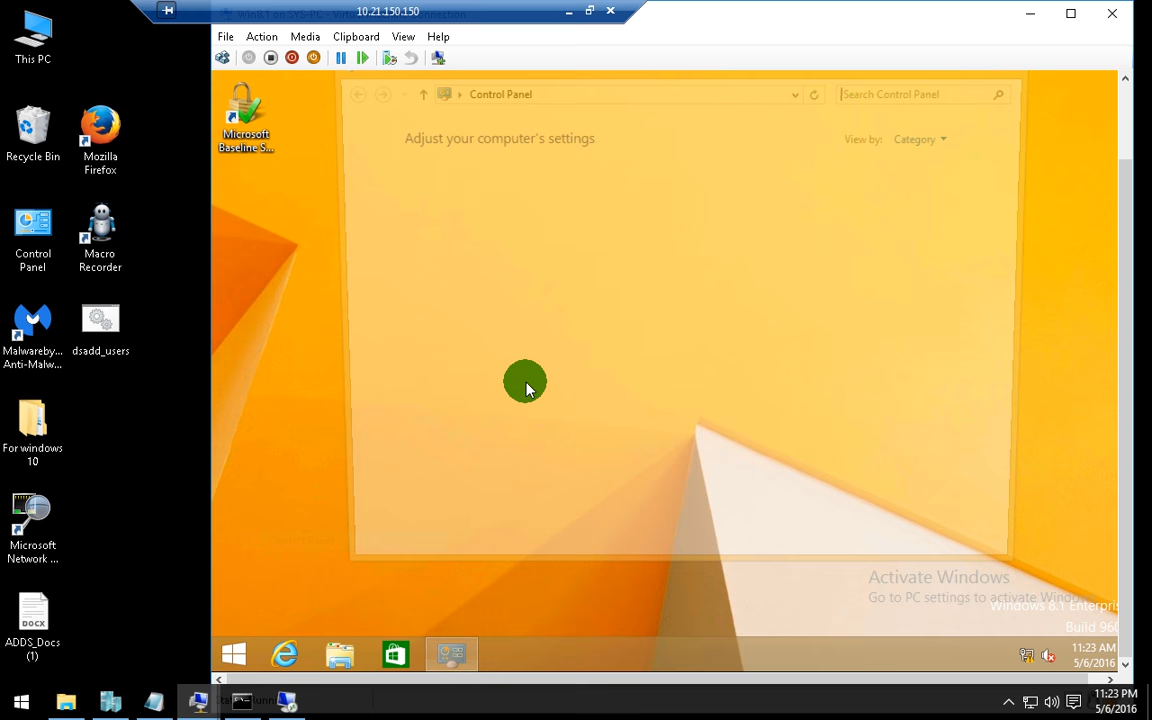 10.21.150.150
This PC
Recycle Bin
Mozilla
Firefox
Control
Panel
Macro
Recorder
Malwareby...
Anti-Malw...
dsadd_users
For windows
10
Microsoft
Network ...
ADDS_Docs
(1)
File Action Media Clipboard View Help
Microsoft
Baseline S...
Control Panel
Search Control Panel
Adjust your computer's settings
View by: Category
Activate Windows
Go to PC settings to activate Windows
Windows 8.1 Enterpris
Build 960
11:23 AM
5/6/2016
11:23 PM
5/6/2016